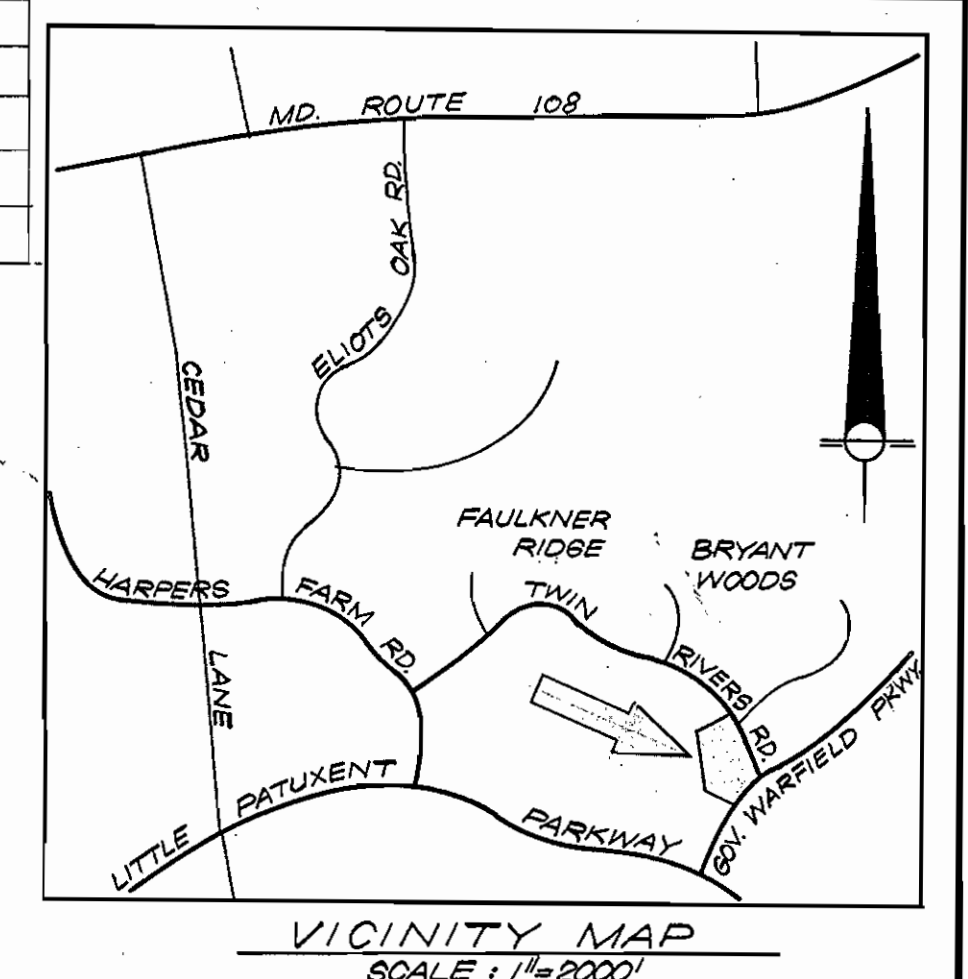 MD. ROUTE 108
ELIOTS OAK RD.
CEDAR LANE
FAULKNER
RIDGE
BRYANT
WOODS
HARPERS FARM RD.
TWIN RIVERS RD.
LITTLE PATUXENT PARKWAY
GOV. WARFIELD PKWY.
VICINITY MAP
SCALE : 1"=2000'